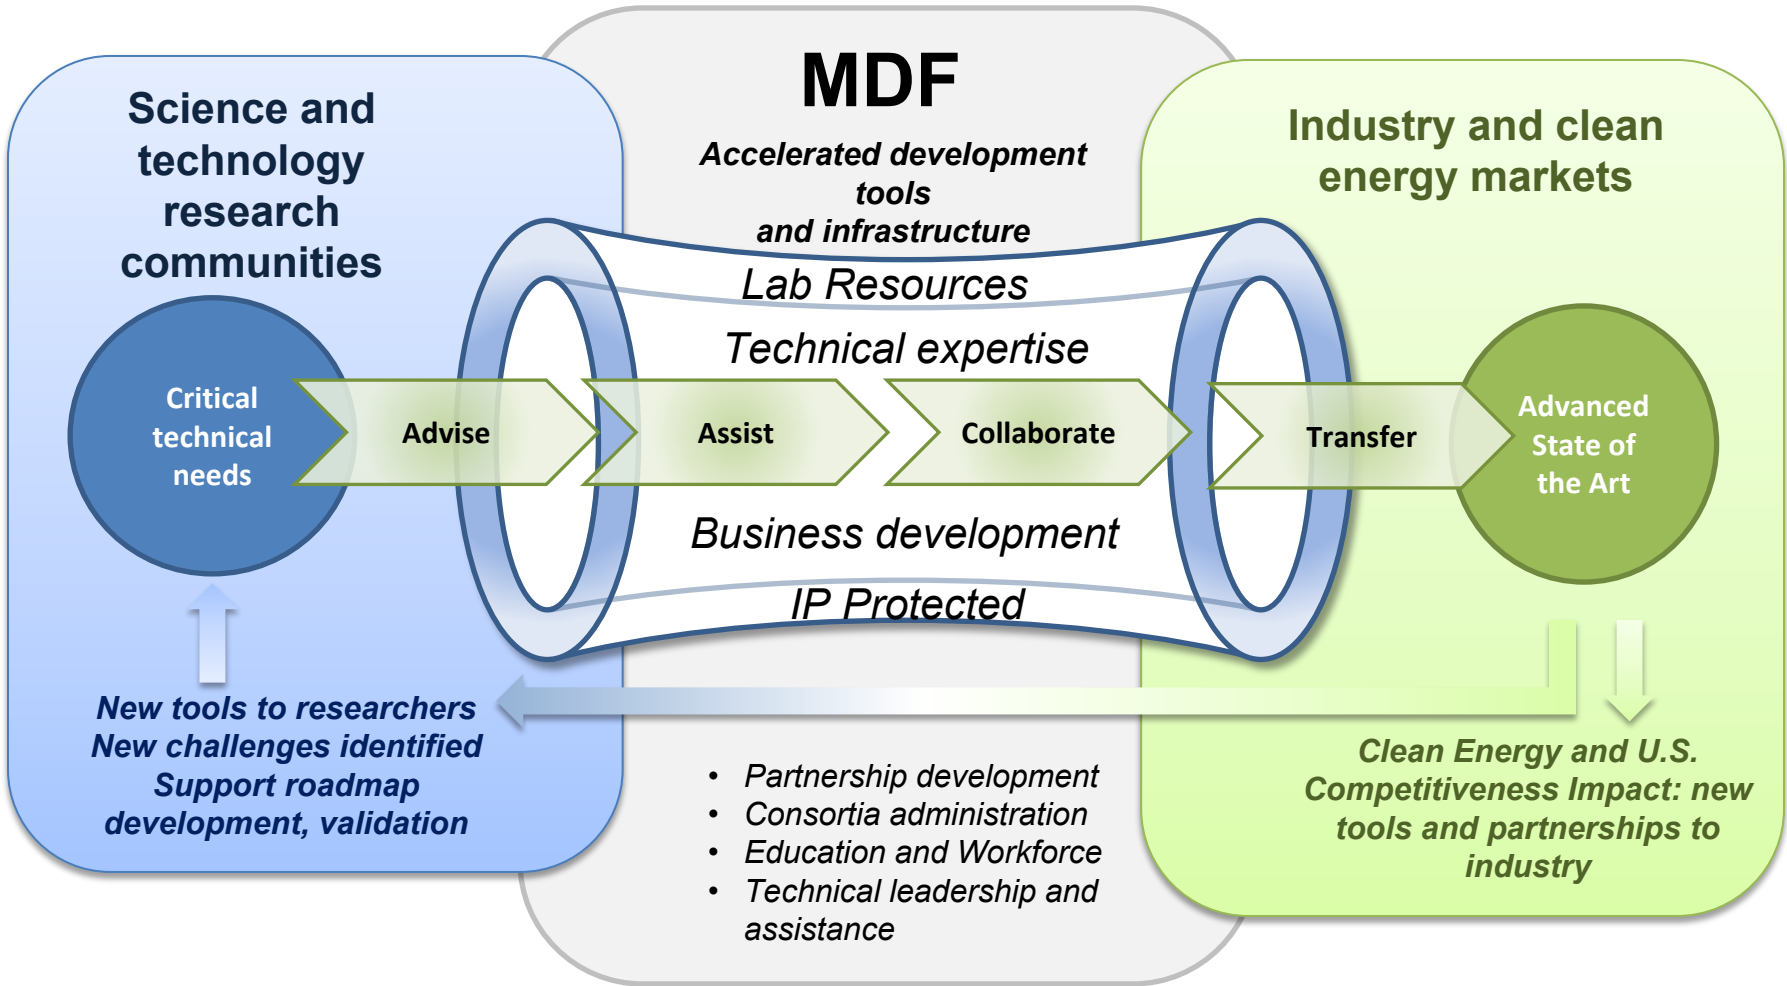 Science and
technology
research
communities
Critical
technical
needs
New tools to researchers
New challenges identified
Support roadmap
development, validation
MDF
Accelerated development
tools
and infrastructure
Lab Resources
Technical expertise
Advise
Assist
Collaborate
Transfer
Business development
IP Protected
• Partnership development
• Consortia administration
• Education and Workforce
• Technical leadership and
assistance
Industry and clean
energy markets
Advanced
State of
the Art
Clean Energy and U.S.
Competitiveness Impact: new
tools and partnerships to
industry